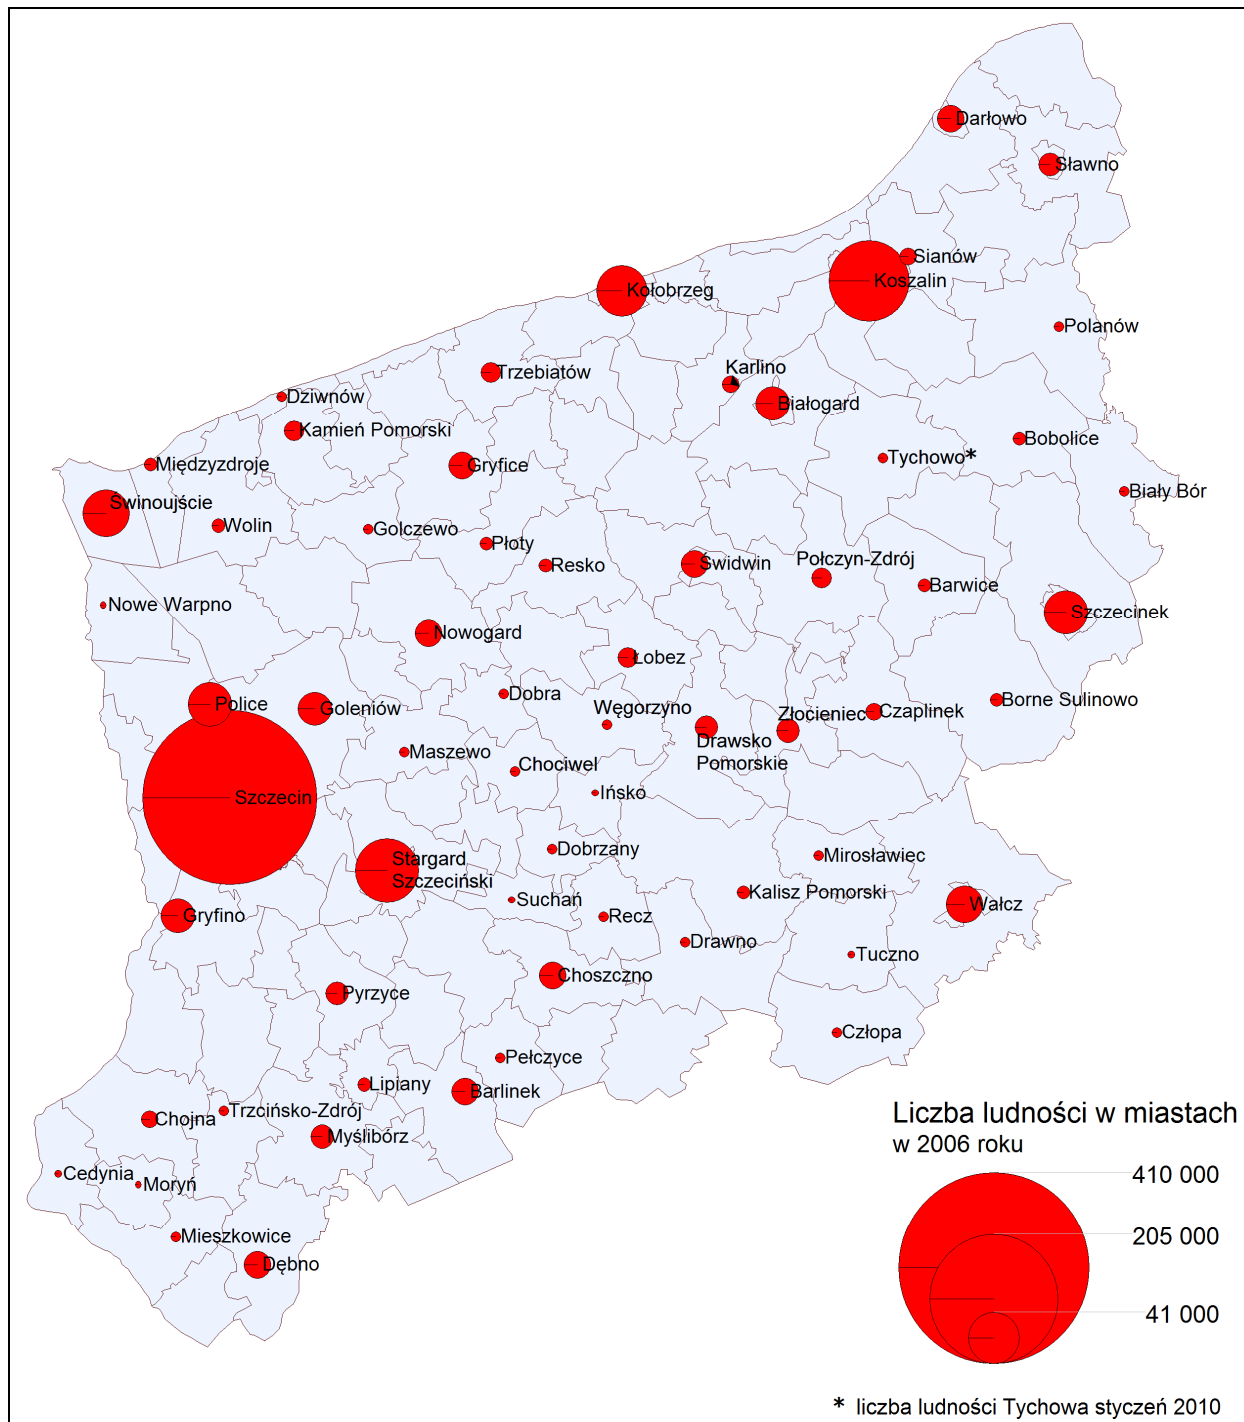 Darłowo
Sławno
Sianów
Koszalin
Kołobrzeg
Polanów
Karlino
Trzebiatów
Dziwnów
Białogard
Kamień Pomorski
Bobolice
Tychowo*
Międzyzdroje
Gryfice
Biały Bór
Świnoujście
Wolin
Golczewo
Płoty
Resko
Świdwin
Połczyn-Zdrój
Barwice
Nowe Warpno
Szczecinek
Nowogard
Łobez
Dobra
Borne Sulinowo
Police
Goleniów
Węgorzyno
Złocieniec
Czaplinek
Drawsko
Pomorskie
Maszewo
Chociwel
Szczecin
Ińsko
Dobrzany
Mirosławiec
Stargard
Szczeciński
Suchań
Kalisz Pomorski
Wałcz
Gryfino
Recz
Drawno
Tuczno
Choszczno
Pyrzyce
Człopa
Pełczyce
Lipiany
Barlinek
Trzcińsko-Zdrój
Chojna
Myślibórz
Cedynia
Moryń
Mieszkowice
Dębno
Liczba ludności w miastach
w 2006 roku
410 000
205 000
41 000
* liczba ludności Tychowa styczeń 2010